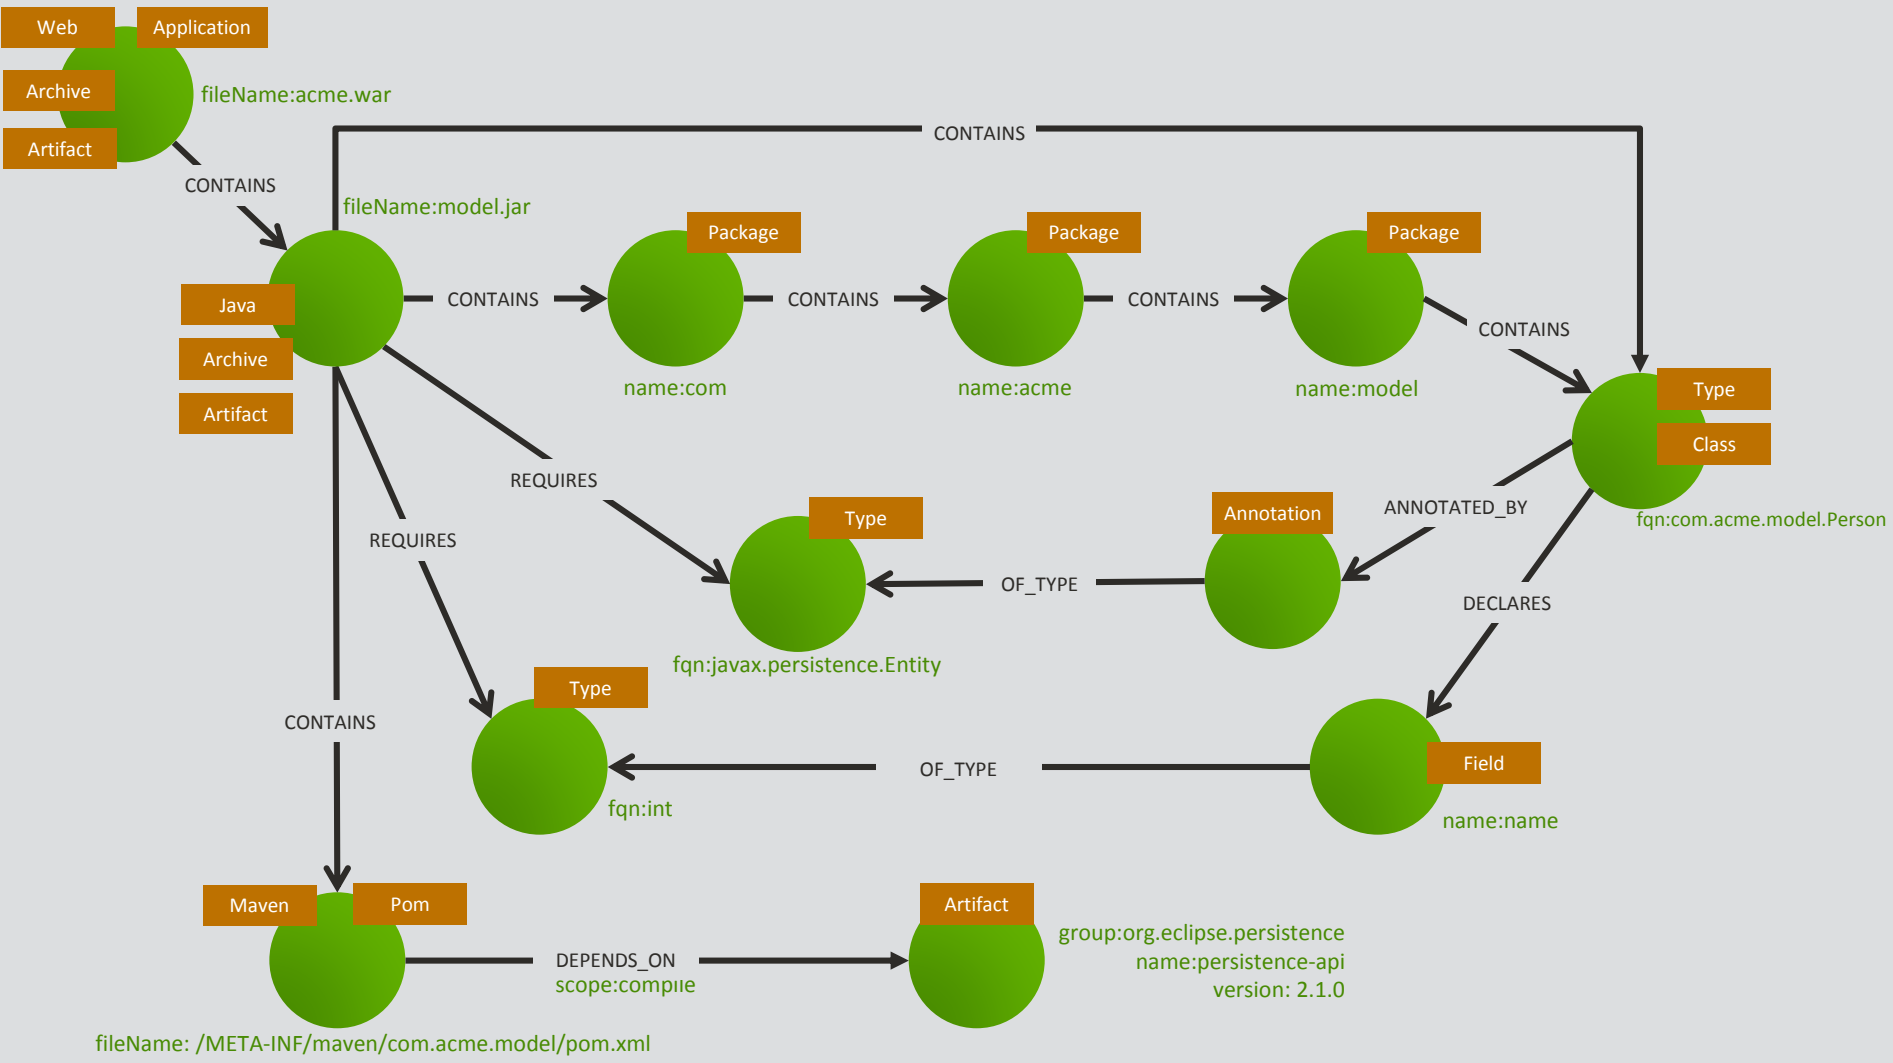 Web
Application
Archive
fileName:acme.war
Artifact
CONTAINS
CONTAINS
fileName:model.jar
Package
Package
Package
Java
CONTAINS
CONTAINS
CONTAINS
CONTAINS
Archive
name:com
name:acme
name:model
Type
Artifact
Class
REQUIRES
ANNOTATED_BY
Type
Annotation
fqn:com.acme.model.Person
REQUIRES
OF_TYPE
DECLARES
fqn:javax.persistence.Entity
Type
CONTAINS
OF_TYPE
Field
fqn:int
name:name
Maven
Pom
Artifact
group:org.eclipse.persistence
DEPENDS_ON
name:persistence-api
scope:compile
version: 2.1.0
fileName: /META-INF/maven/com.acme.model/pom.xml